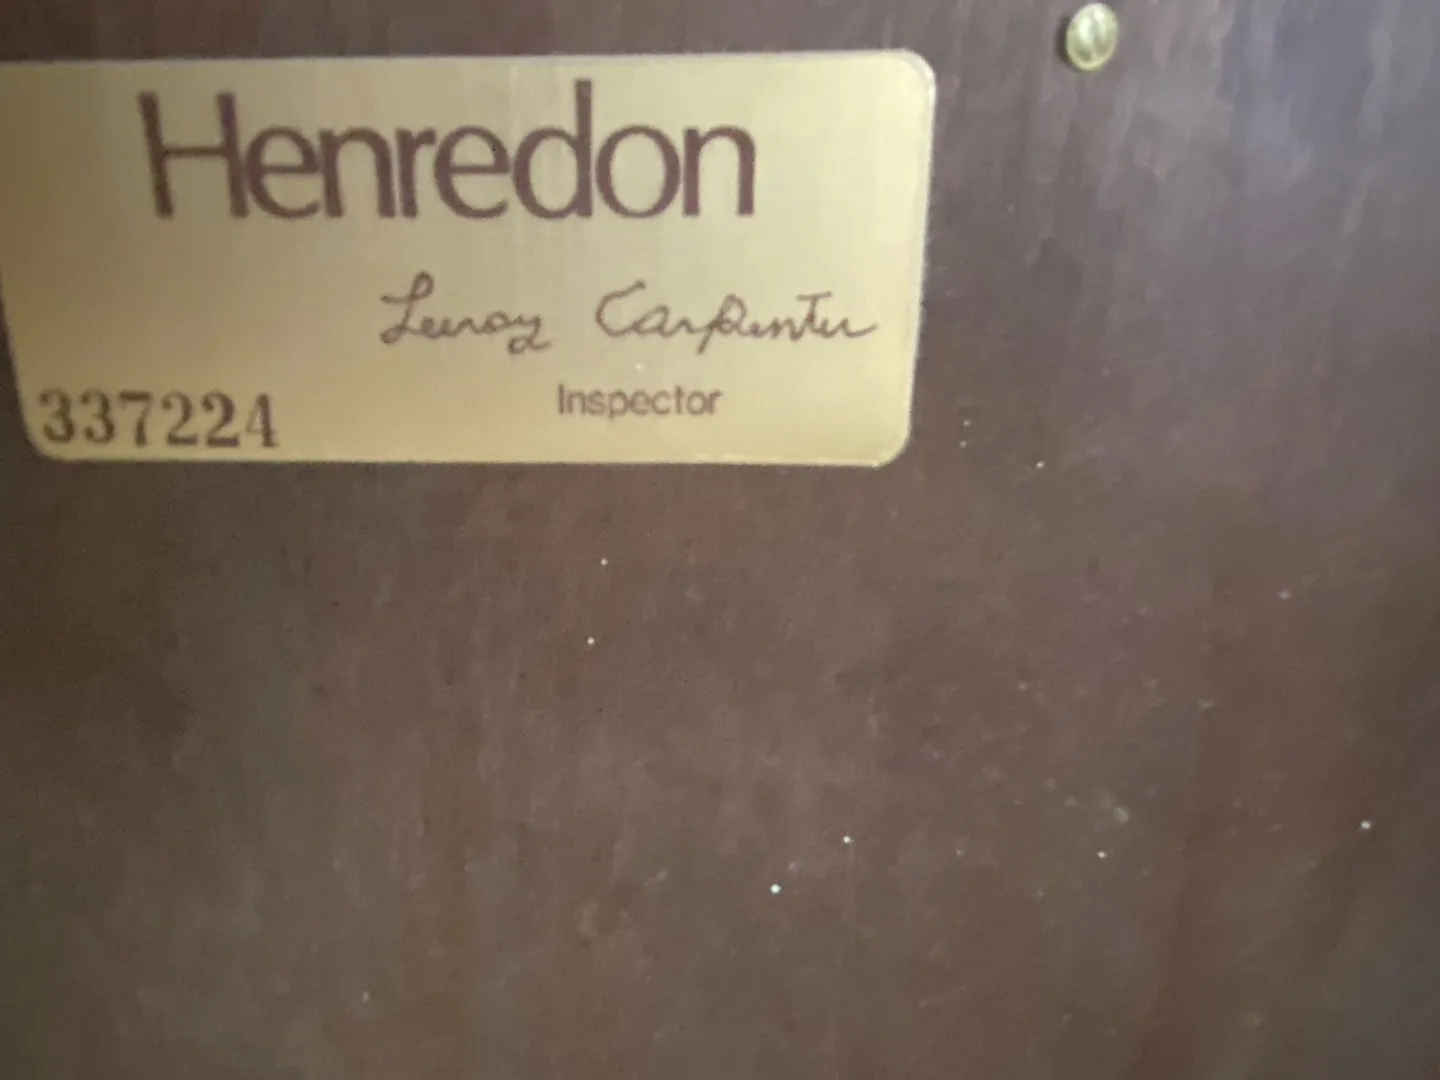 Henredon
Leeroy Carpenter
Inspector
337224